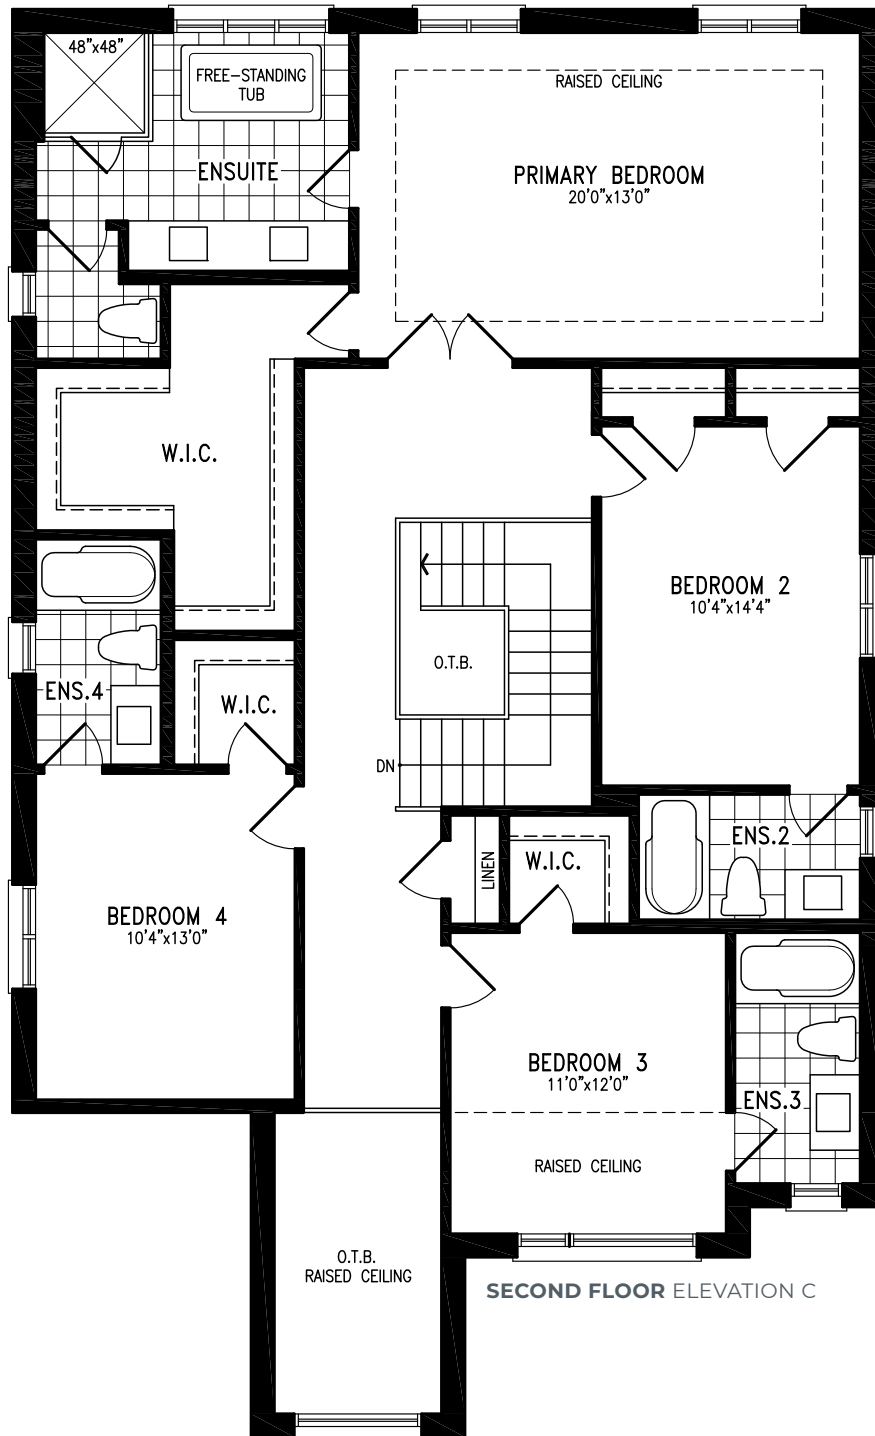 48"x48"
FREE-STANDING
TUB
ENSUITE
RAISED CEILING
PRIMARY BEDROOM
20'0"x13'0"
W.I.C.
BEDROOM 2
10'4"x14'4"
O.T.B.
ENS.4
W.I.C.
DN
ENS.2
LINEN
W.I.C.
BEDROOM 4
10'4"x13'0"
BEDROOM 3
11'0"x12'0"
ENS.3
RAISED CEILING
O.T.B.
RAISED CEILING
SECOND FLOOR ELEVATION C